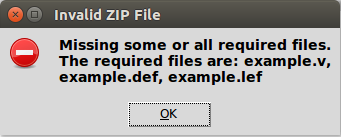 Invalid ZIP File
Missing some or all required files.
The required files are: example.v,
example.def, example.lef
OK